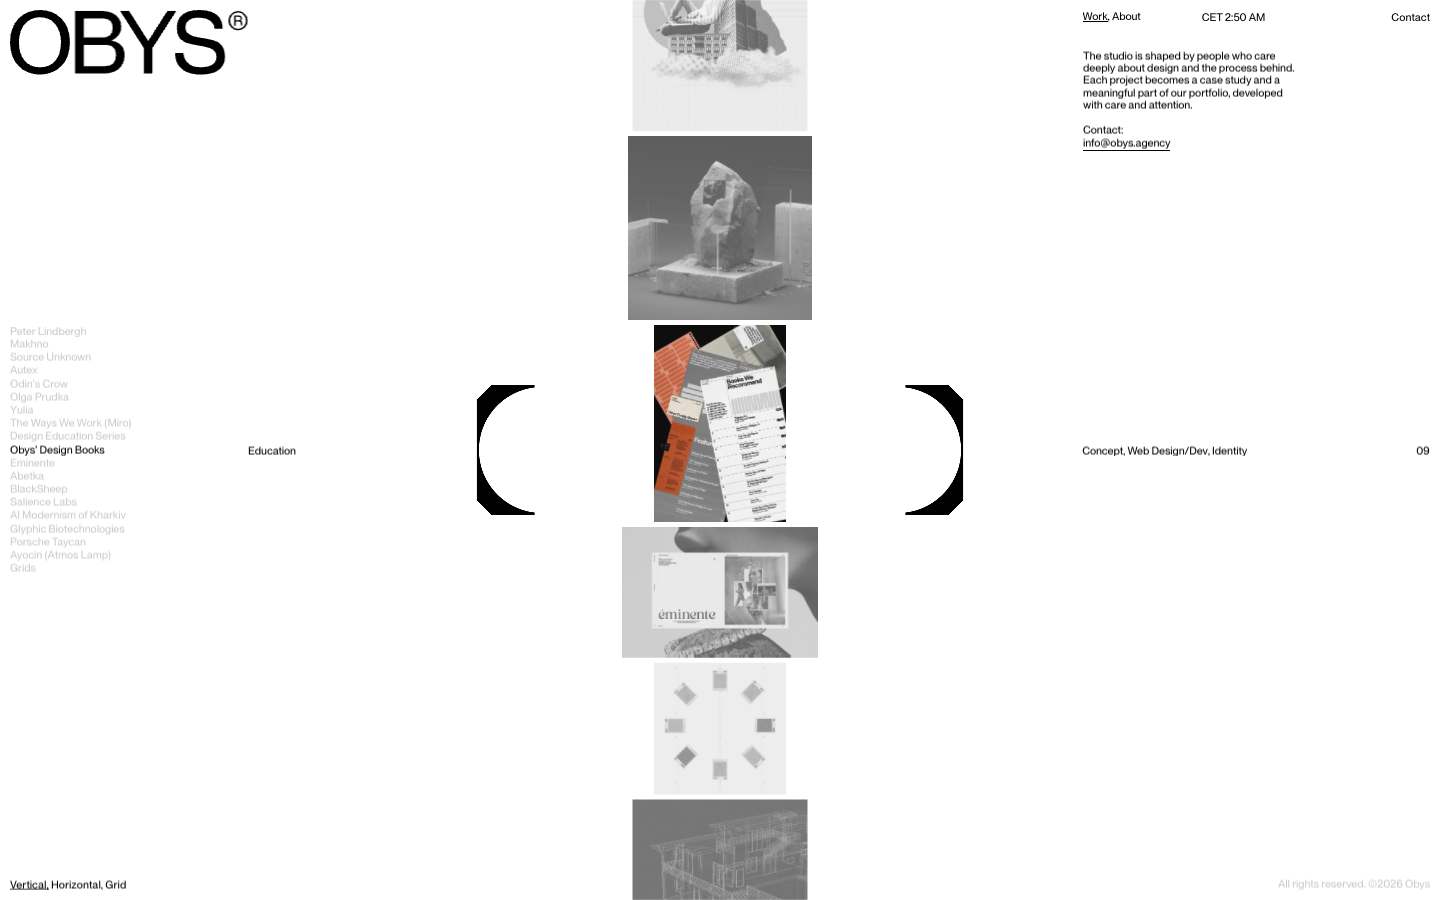 OBYS®
Work, About
CET 2:50 AM
Contact
The studio is shaped by people who care
deeply about design and the process behind.
Each project becomes a case study and a
meaningful part of our portfolio, developed
with care and attention.
Contact:
info@obys.agency
Peter Lindbergh
Makhno
Source Unknown
Autex
Odin's Crow
Olga Prudka
Yulia
The Ways We Work (Miro)
Design Education Series
Obys' Design Books
Eminente
Abetka
BlackSheep
Salience Labs
AI Modernism of Kharkiv
Glyphic Biotechnologies
Porsche Taycan
Ayocin (Atmos Lamp)
Grids
Education
Books We
Recommend
éminente
Concept, Web Design/Dev, Identity
09
Vertical, Horizontal, Grid
All rights reserved. ©2026 Obys